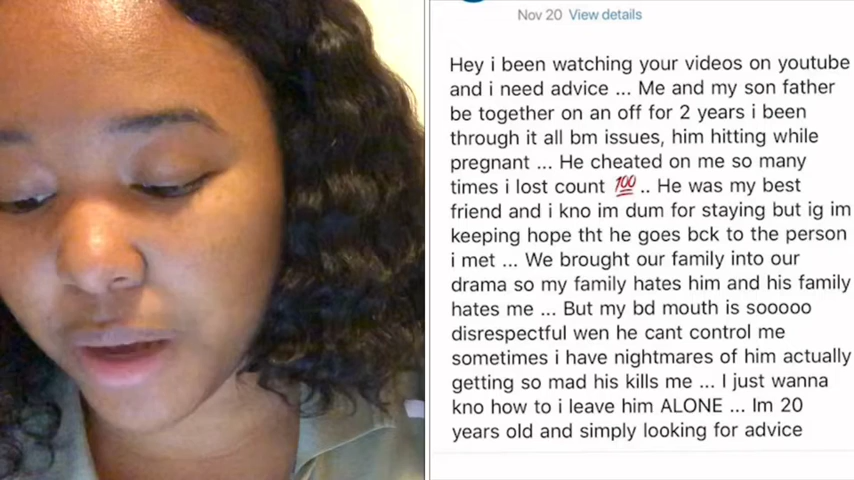 Nov 20 View details
Hey i been watching your videos on youtube
and i need advice ... Me and my son father
be together on an off for 2 years i been
through it all bm issues, him hitting while
pregnant ... He cheated on me so many
times i lost count 💯 .. He was my best
friend and i kno im dum for staying but ig im
keeping hope tht he goes bck to the person
i met ... We brought our family into our
drama so my family hates him and his family
hates me ... But my bd mouth is sooooo
disrespectful wen he cant control me
sometimes i have nightmares of him actually
getting so mad his kills me ... I just wanna
kno how to i leave him ALONE ... Im 20
years old and simply looking for advice